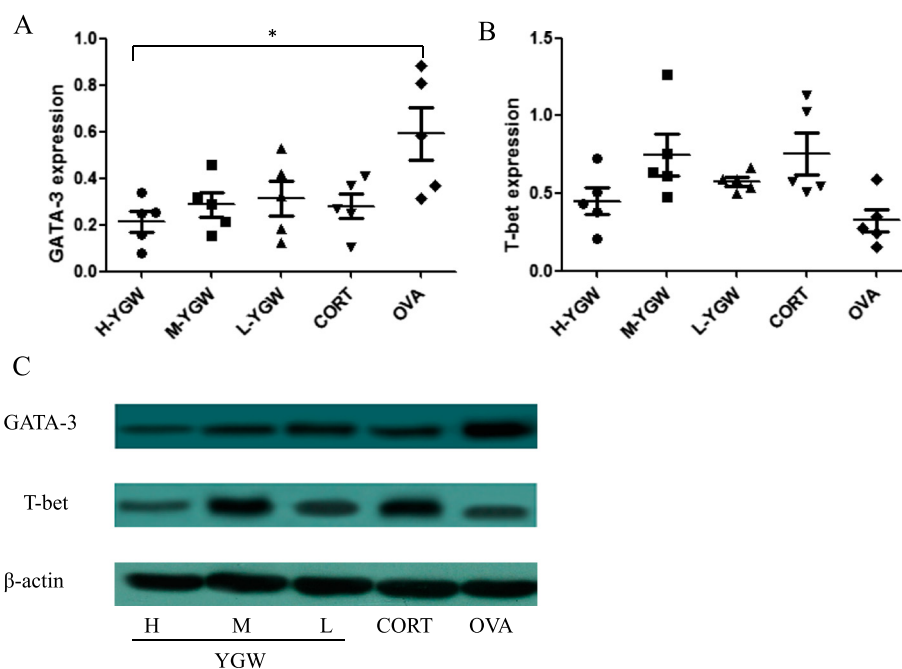 A
GATA-3 expression
1.0
0.8
0.6
0.4
0.2
0.0
*
H-YGW
M-YGW
L-YGW
CORT
OVA
B
T-bet expression
1.5
1.0
0.5
0.0
H-YGW
M-YGW
L-YGW
CORT
OVA
C
GATA-3
T-bet
β-actin
H M L CORT OVA
YGW